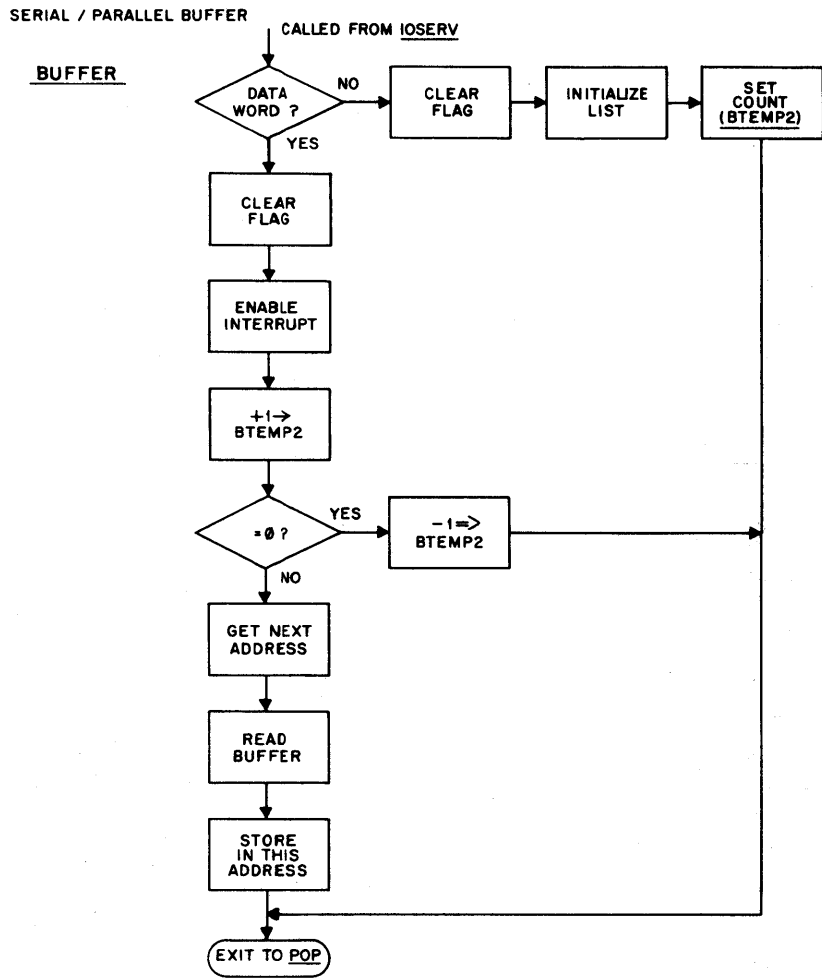 SERIAL / PARALLEL BUFFER
CALLED FROM IOSERV
BUFFER
DATA
WORD ?
NO
CLEAR
FLAG
INITIALIZE
LIST
SET
COUNT
(BTEMP2)
YES
CLEAR
FLAG
ENABLE
INTERRUPT
+1→
BTEMP2
=Ø ?
YES
-1=>
BTEMP2
NO
GET NEXT
ADDRESS
READ
BUFFER
STORE
IN THIS
ADDRESS
EXIT TO POP